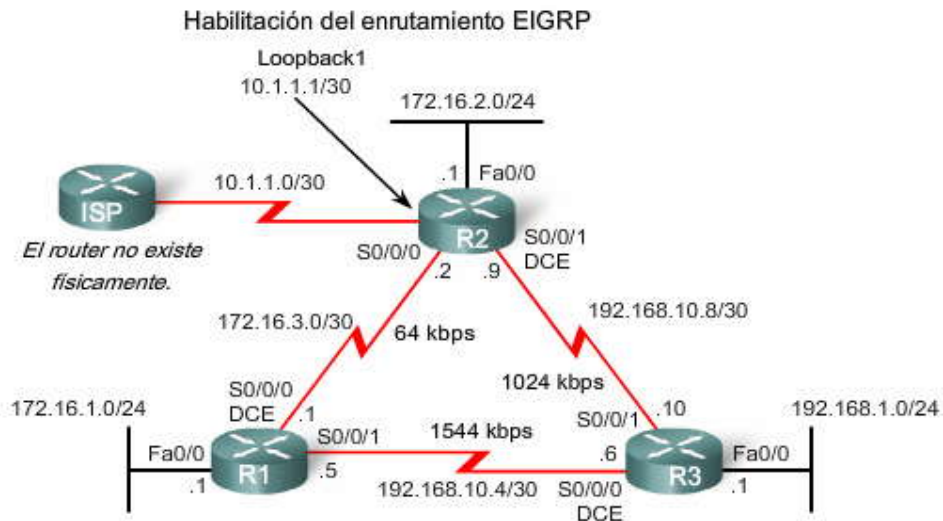 Habilitación del enrutamiento EIGRP
Loopback1
10.1.1.1/30
172.16.2.0/24
10.1.1.0/30
.1
Fa0/0
ISP
R2
S0/0/0
S0/0/1
DCE
El router no existe
físicamente.
.2
.9
172.16.3.0/30
64 kbps
192.168.10.8/30
1024 kbps
172.16.1.0/24
S0/0/0
DCE
.1
S0/0/1
1544 kbps
S0/0/1
.10
192.168.1.0/24
Fa0/0
.1
R1
.5
.6
R3
Fa0/0
.1
192.168.10.4/30
S0/0/0
DCE